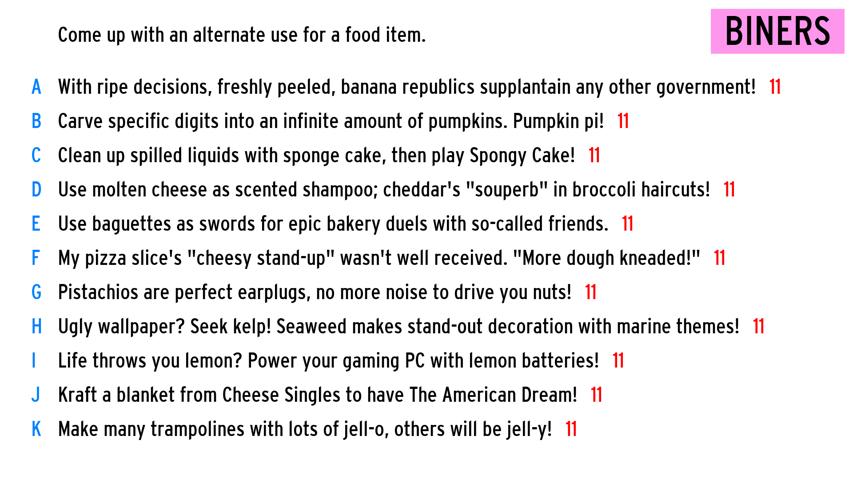 Come up with an alternate use for a food item.
BINERS
A With ripe decisions, freshly peeled, banana republics supplantain any other government! 11
B Carve specific digits into an infinite amount of pumpkins. Pumpkin pi! 11
C Clean up spilled liquids with sponge cake, then play Spongy Cake! 11
D Use molten cheese as scented shampoo; cheddar's "souperb" in broccoli haircuts! 11
E Use baguettes as swords for epic bakery duels with so-called friends. 11
F My pizza slice's "cheesy stand-up" wasn't well received. "More dough kneaded!" 11
G Pistachios are perfect earplugs, no more noise to drive you nuts! 11
H Ugly wallpaper? Seek kelp! Seaweed makes stand-out decoration with marine themes! 11
I Life throws you lemon? Power your gaming PC with lemon batteries! 11
J Kraft a blanket from Cheese Singles to have The American Dream! 11
K Make many trampolines with lots of jell-o, others will be jell-y! 11